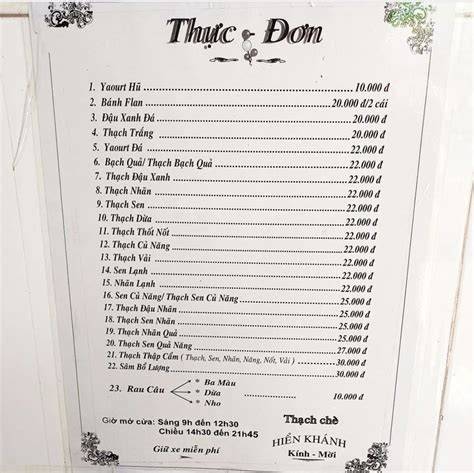 Thực - Đơn
1. Yaourt Hũ 10.000 đ
2. Bánh Flan 20.000 đ/2 cái
3. Đậu Xanh Đá 20.000 đ
4. Thạch Trắng 20.000 đ
5. Yaourt Đá 22.000 đ
6. Bạch Quả/ Thạch Bạch Quả 22.000 đ
7. Thạch Đậu Xanh 22.000 đ
8. Thạch Nhãn 22.000 đ
9. Thạch Sen 22.000 đ
10. Thạch Dừa 22.000 đ
11. Thạch Thốt Nốt 22.000 đ
12. Thạch Củ Năng 22.000 đ
13. Thạch Vải 22.000 đ
14. Sen Lạnh 22.000 đ
15. Nhãn Lạnh 22.000 đ
16. Sen Củ Năng/ Thạch Sen Củ Năng 25.000 đ
17. Thạch Đậu Nhãn 25.000 đ
18. Thạch Sen Nhãn 25.000 đ
19. Thạch Nhãn Quả 25.000 đ
20. Thạch Sen Quả Năng 27.000 đ
21. Thạch Thập Cẩm ( Thạch, Sen, Nhãn, Năng, Nốt, Vải ) 30.000 đ
22. Sâm Bổ Lượng 30.000 đ
* Ba Màu
23. Rau Câu * Dừa 10.000 đ
* Nho
Giờ mở cửa: Sáng 9h đến 12h30
Chiều 14h30 đến 21h45
Giữ xe miễn phí
Thạch chè
HIỂN KHÁNH
Kính - Mời